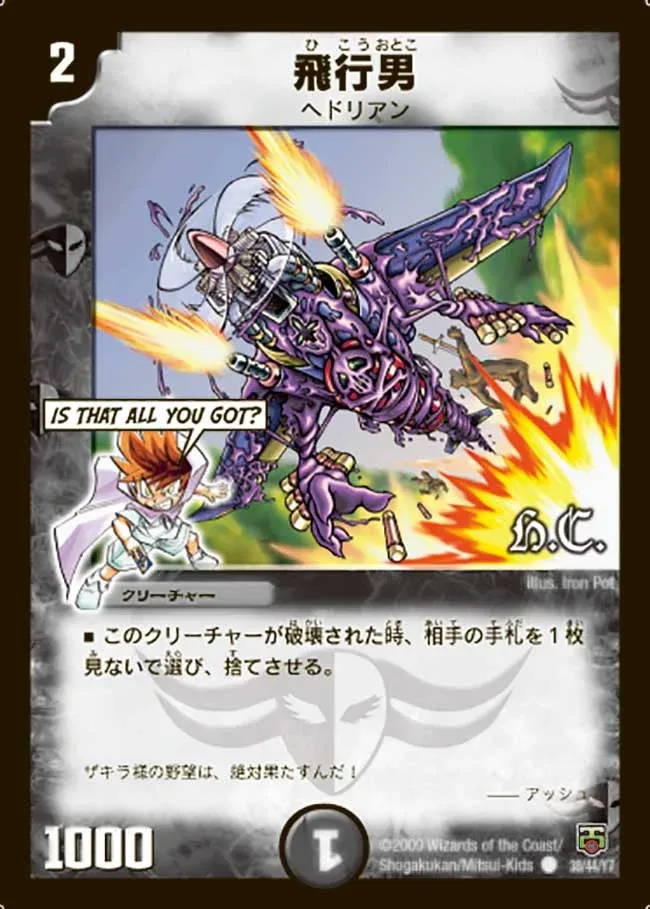 2
ひこうおとこ
飛行男
ヘドリアン
IS THAT ALL YOU GOT?
H.C.
illus. Iron Pot
クリーチャー
■ このクリーチャーが破壊された時、相手の手札を1枚
見ないで選び、捨てさせる。
ザキラ様の野望は、絶対果たすんだ！
── アッシュ
1000
1
©2009 Wizards of the Coast/
Shogakukan/Mitsui-Kids
38/44/Y7